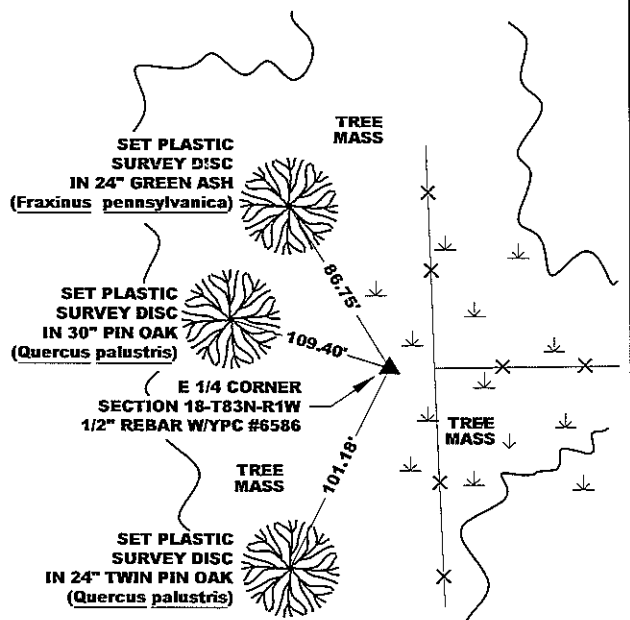 TREE
MASS
SET PLASTIC
SURVEY DISC
IN 24" GREEN ASH
(Fraxinus pennsylvanica)
86.75'
SET PLASTIC
SURVEY DISC
IN 30" PIN OAK
(Quercus palustris)
109.40'
E 1/4 CORNER
SECTION 18-T83N-R1W
1/2" REBAR W/YPC #6586
TREE
MASS
101.18'
TREE
MASS
SET PLASTIC
SURVEY DISC
IN 24" TWIN PIN OAK
(Quercus palustris)